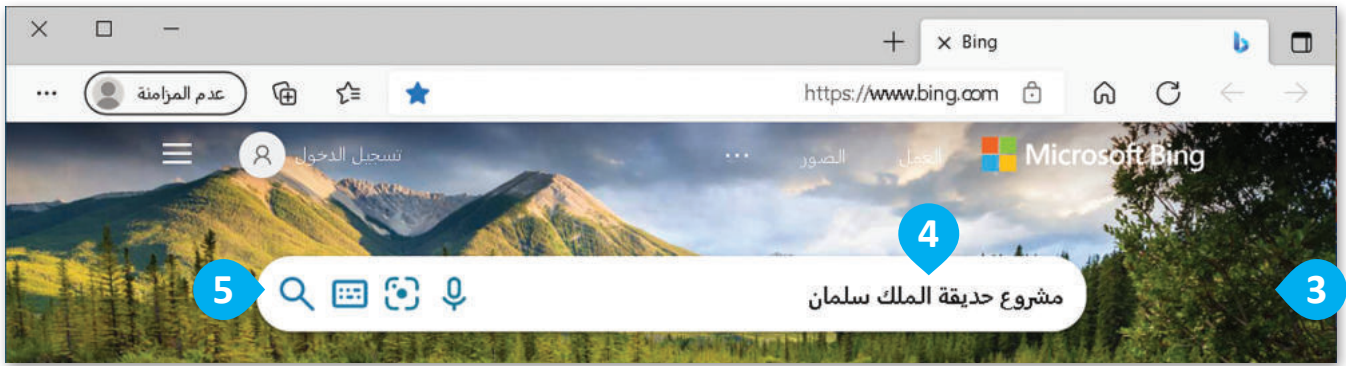 Bing
https://www.bing.com
عدم المزامنة
Microsoft Bing
العمل الصور ...
تسجيل الدخول
4
مشروع حديقة الملك سلمان
3
5